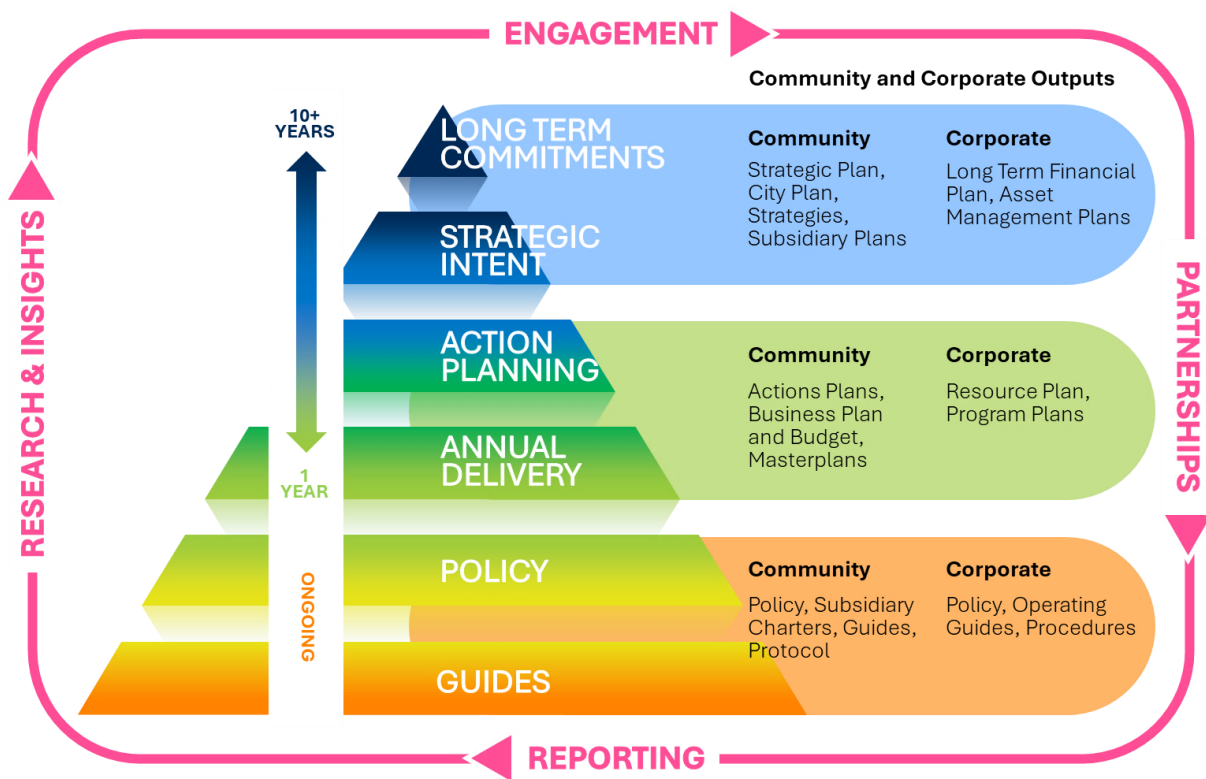 ENGAGEMENT
Community and Corporate Outputs
10+
YEARS
LONG TERM
COMMITMENTS
Community
Strategic Plan,
City Plan,
Strategies,
Subsidiary Plans
Corporate
Long Term Financial
Plan, Asset
Management Plans
STRATEGIC
INTENT
ACTION
PLANNING
Community
Actions Plans,
Business Plan
and Budget,
Masterplans
Corporate
Resource Plan,
Program Plans
ANNUAL
DELIVERY
1
YEAR
POLICY
Community
Policy, Subsidiary
Charters, Guides,
Protocol
Corporate
Policy, Operating
Guides, Procedures
ONGOING
GUIDES
RESEARCH & INSIGHTS
PARTNERSHIPS
REPORTING